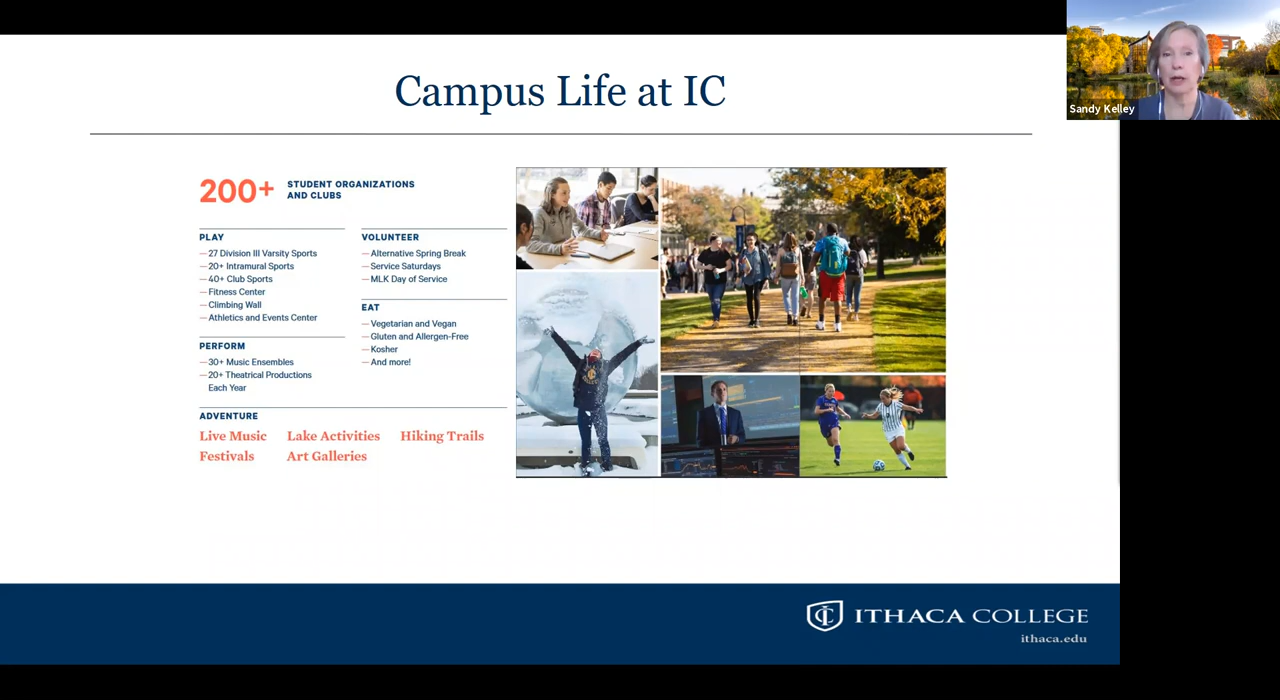 Campus Life at IC
Sandy Kelley
200+
STUDENT ORGANIZATIONS
AND CLUBS
PLAY
—27 Division III Varsity Sports
—20+ Intramural Sports
—40+ Club Sports
—Fitness Center
—Climbing Wall
—Athletics and Events Center
PERFORM
—30+ Music Ensembles
—20+ Theatrical Productions
Each Year
VOLUNTEER
—Alternative Spring Break
—Service Saturdays
—MLK Day of Service
EAT
—Vegetarian and Vegan
—Gluten and Allergen-Free
—Kosher
—And more!
ADVENTURE
Live Music Lake Activities Hiking Trails
Festivals Art Galleries
IC ITHACA COLLEGE
ithaca.edu